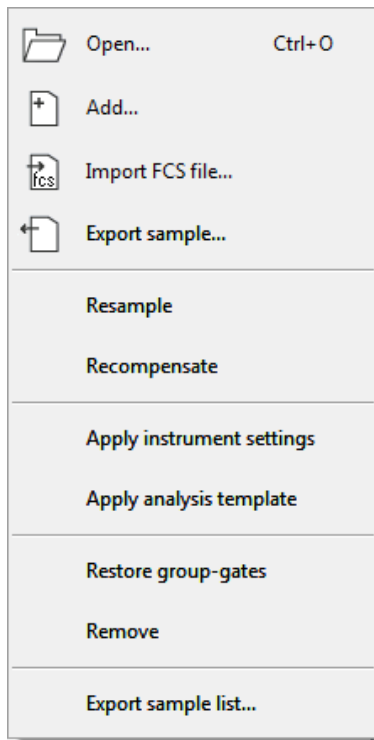 Open... Ctrl+O
+
Add...
fcs
Import FCS file...
Export sample...
Resample
Recompensate
Apply instrument settings
Apply analysis template
Restore group-gates
Remove
Export sample list...